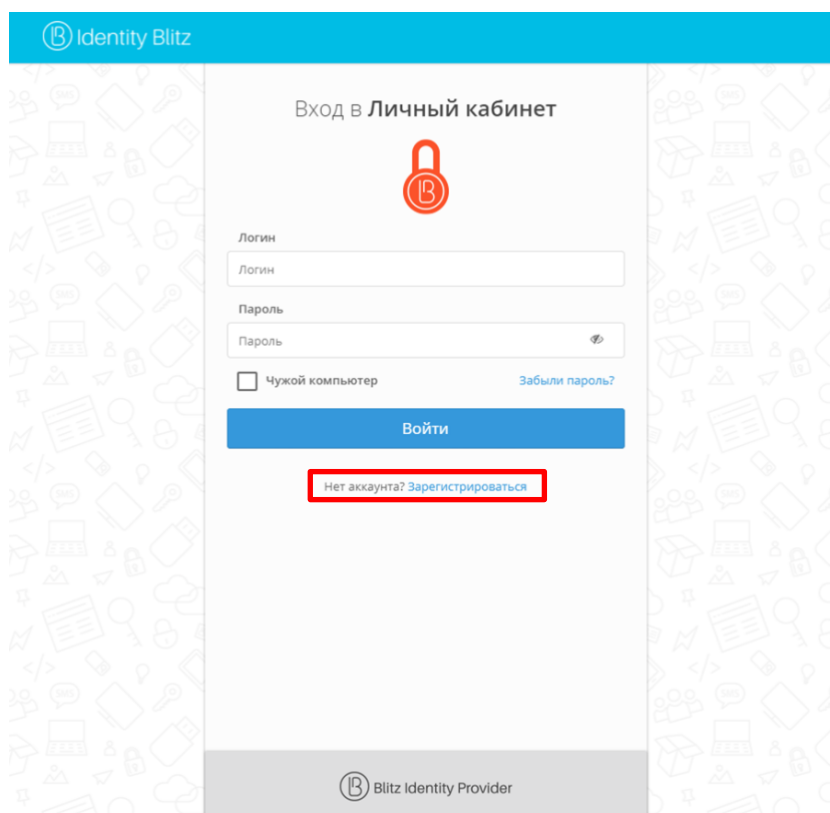 Identity Blitz
Вход в Личный кабинет
Логин
Логин
Пароль
Пароль
Чужой компьютер
Забыли пароль?
Войти
Нет аккаунта? Зарегистрироваться
Blitz Identity Provider